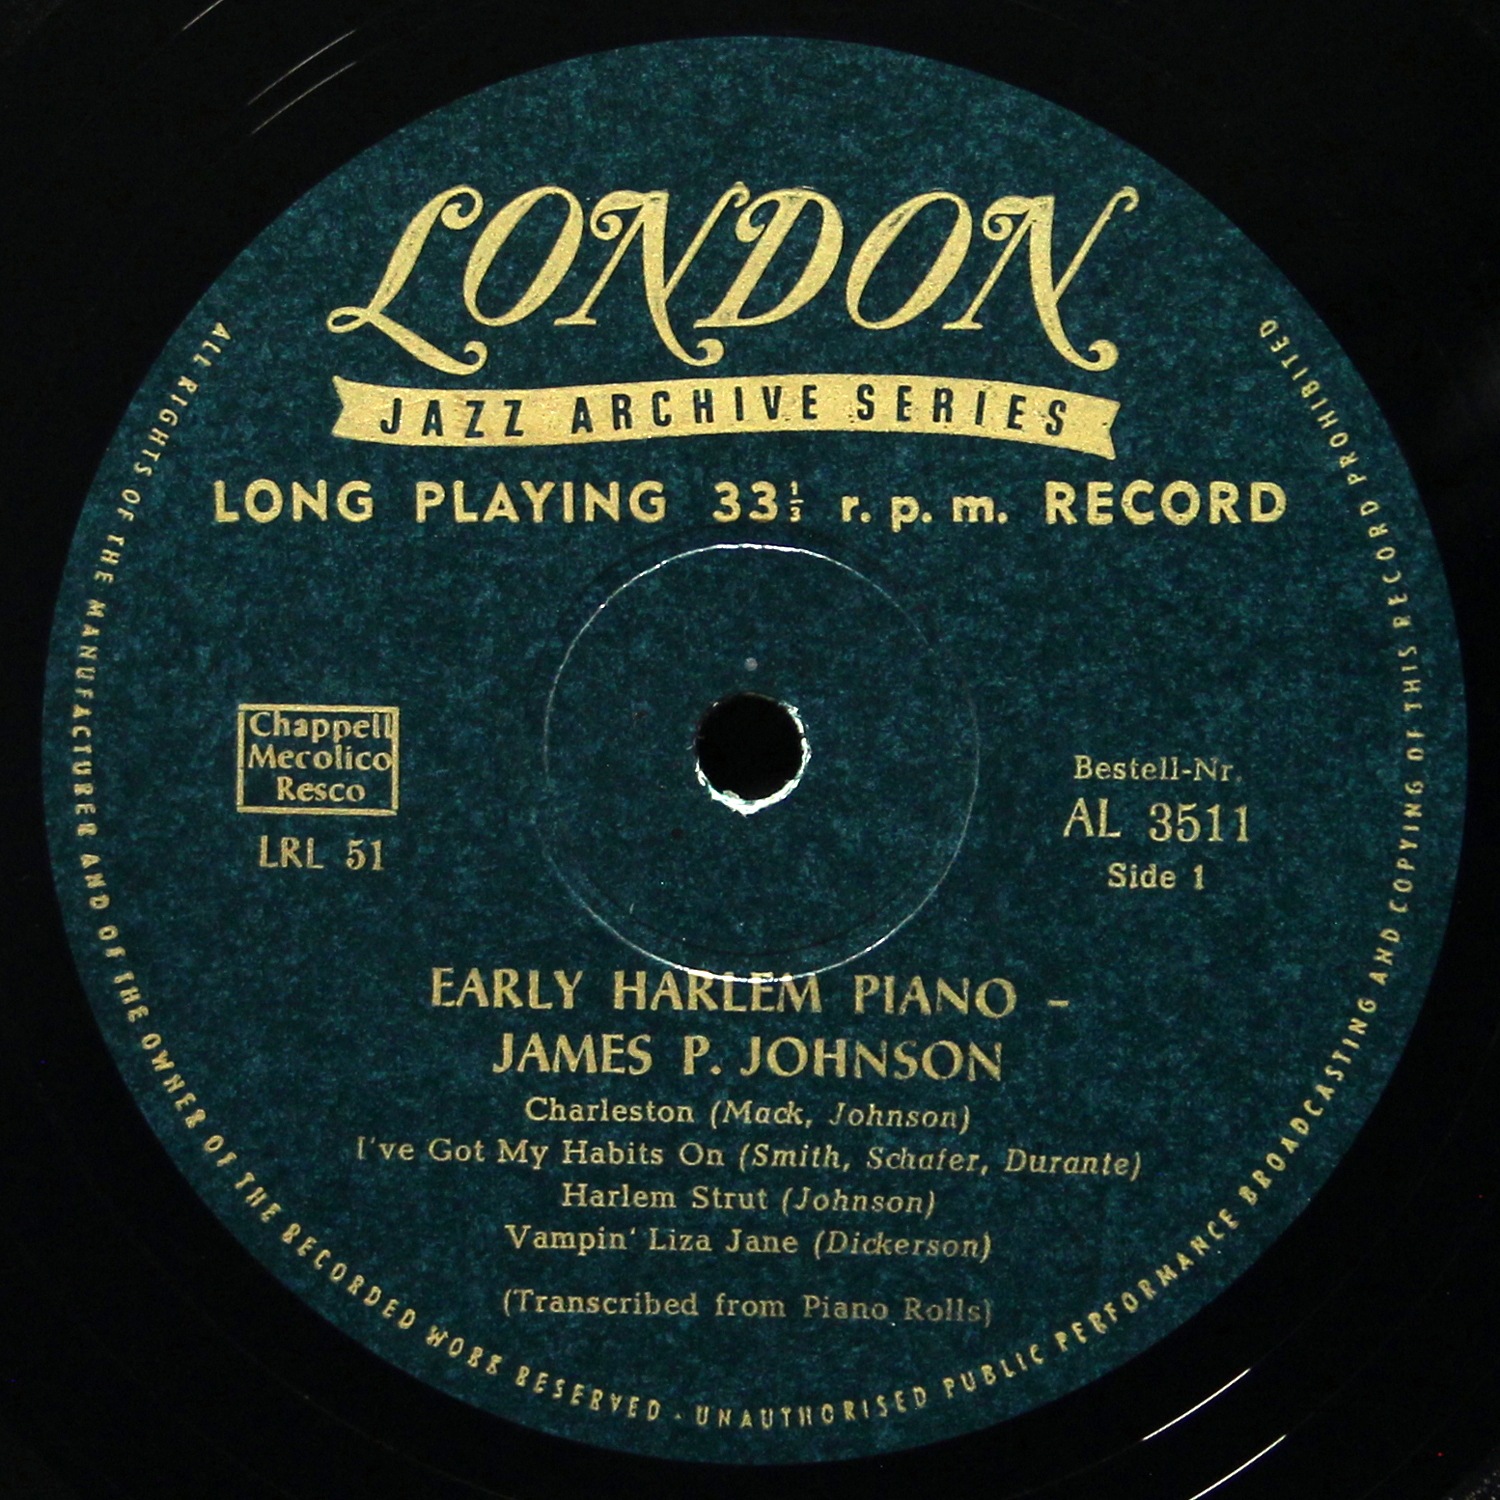 LONDON
JAZZ ARCHIVE SERIES
LONG PLAYING 33⅓ r.p.m. RECORD
Chappell
Mecolico
Resco
LRL 51
Bestell-Nr.
AL 3511
Side 1
EARLY HARLEM PIANO –
JAMES P. JOHNSON
Charleston (Mack, Johnson)
I've Got My Habits On (Smith, Schafer, Durante)
Harlem Strut (Johnson)
Vampin' Liza Jane (Dickerson)
(Transcribed from Piano Rolls)
ALL RIGHTS OF THE MANUFACTURER AND OF THE OWNER OF THE RECORDED WORK RESERVED · UNAUTHORISED PUBLIC PERFORMANCE BROADCASTING AND COPYING OF THIS RECORD PROHIBITED